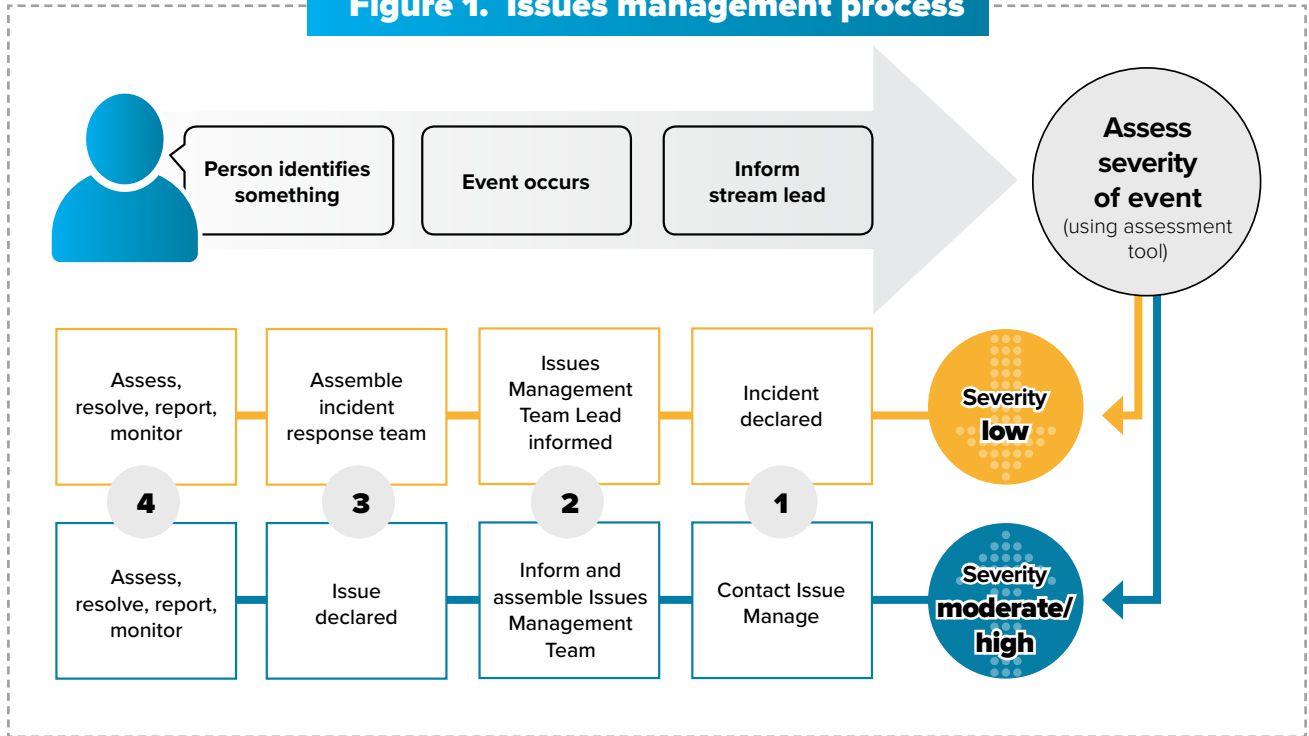 Figure 1. Issues management process
Person identifies
something
Event occurs
Inform
stream lead
Assess
severity
of event
(using assessment
tool)
Assess,
resolve, report,
monitor
Assemble
incident
response team
Issues
Management
Team Lead
informed
Incident
declared
Severity
low
4
3
2
1
Assess,
resolve, report,
monitor
Issue
declared
Inform and
assemble Issues
Management
Team
Contact Issue
Manage
Severity
moderate/
high